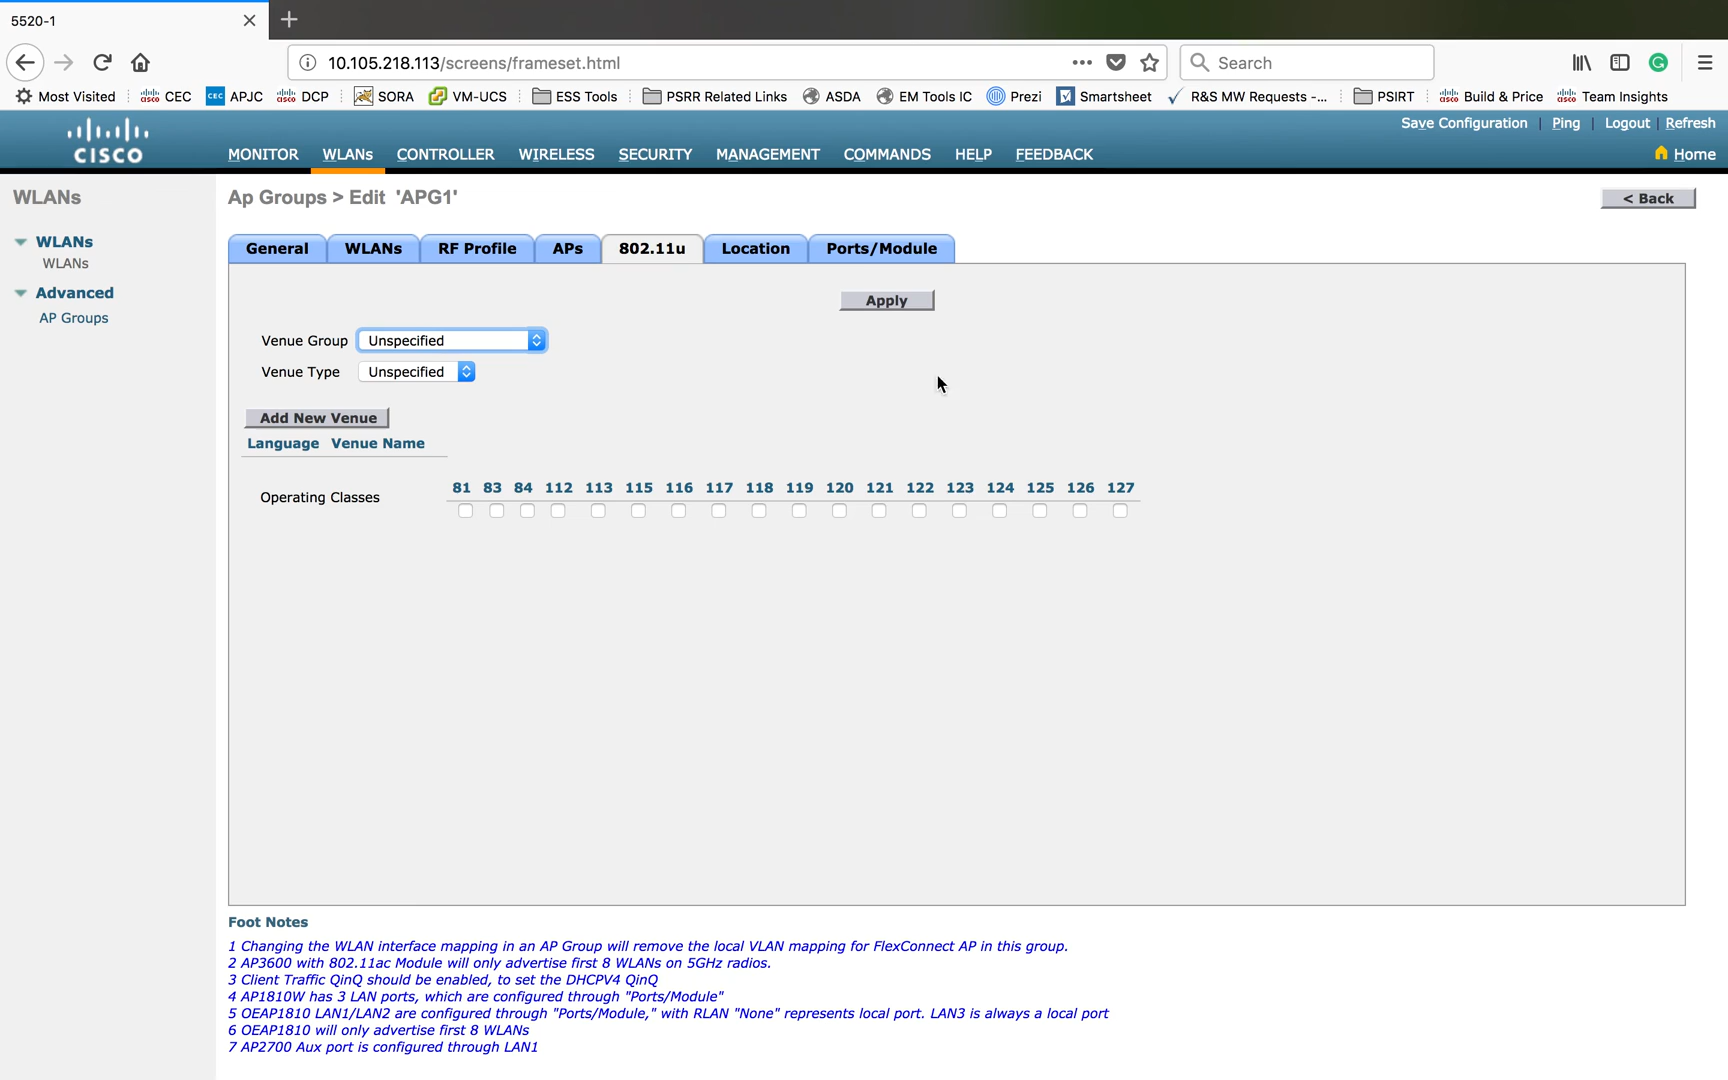 5520-1
10.105.218.113/screens/frameset.html
Search
Most Visited CEC CEC APJC DCP SORA VM-UCS ESS Tools PSRR Related Links ASDA EM Tools IC Prezi Smartsheet R&S MW Requests -... PSIRT Build & Price Team Insights
Save Configuration Ping Logout Refresh
CISCO
MONITOR WLANs CONTROLLER WIRELESS SECURITY MANAGEMENT COMMANDS HELP FEEDBACK
Home
WLANs
WLANs
WLANs
Advanced
AP Groups
Ap Groups > Edit 'APG1'
< Back
General WLANs RF Profile APs 802.11u Location Ports/Module
Apply
Venue Group Unspecified
Venue Type Unspecified
Add New Venue
Language Venue Name
81 83 84 112 113 115 116 117 118 119 120 121 122 123 124 125 126 127
Operating Classes
Foot Notes
1 Changing the WLAN interface mapping in an AP Group will remove the local VLAN mapping for FlexConnect AP in this group.
2 AP3600 with 802.11ac Module will only advertise first 8 WLANs on 5GHz radios.
3 Client Traffic QinQ should be enabled, to set the DHCPV4 QinQ
4 AP1810W has 3 LAN ports, which are configured through "Ports/Module"
5 OEAP1810 LAN1/LAN2 are configured through "Ports/Module," with RLAN "None" represents local port. LAN3 is always a local port
6 OEAP1810 will only advertise first 8 WLANs
7 AP2700 Aux port is configured through LAN1